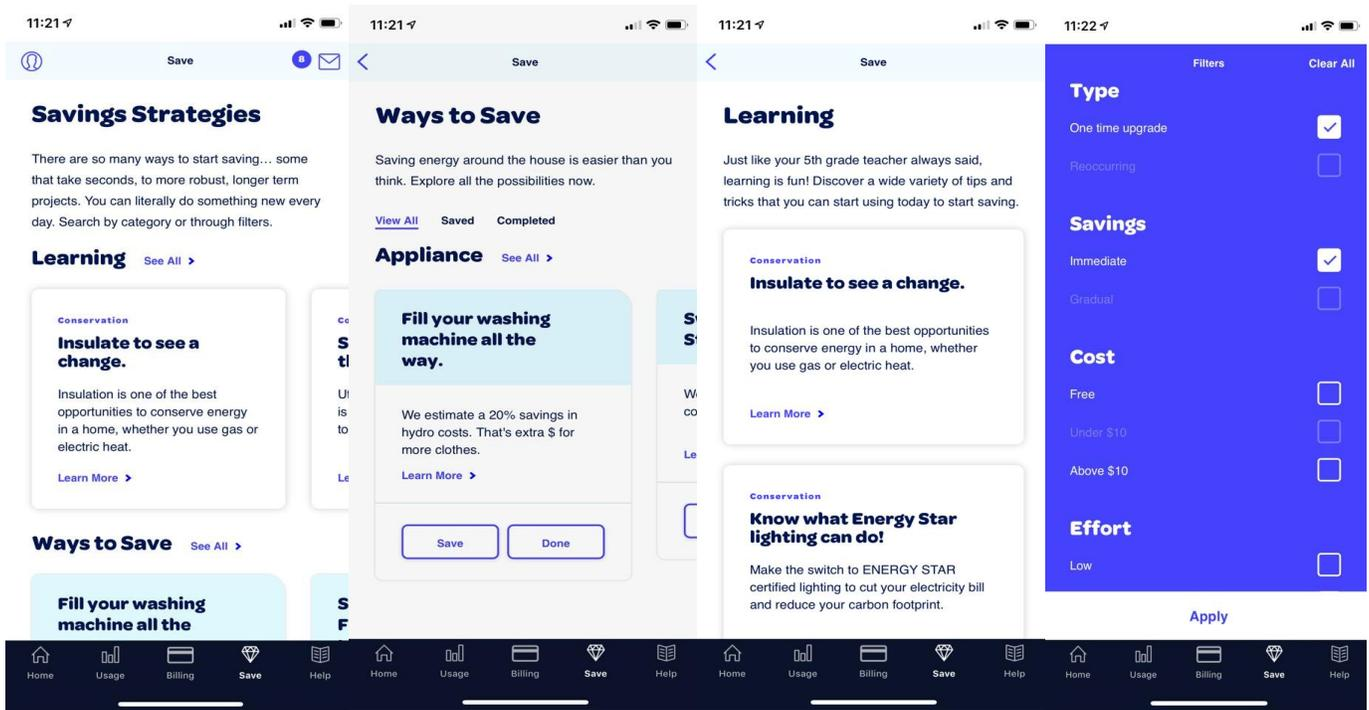 11:21
Save
8
Savings Strategies
There are so many ways to start saving… some
that take seconds, to more robust, longer term
projects. You can literally do something new every
day. Search by category or through filters.
Learning See All >
Conservation
Insulate to see a
change.
Insulation is one of the best
opportunities to conserve energy
in a home, whether you use gas or
electric heat.
Learn More >
Ways to Save See All >
Fill your washing
machine all the
Home Usage Billing Save Help
11:21
Save
Ways to Save
Saving energy around the house is easier than you
think. Explore all the possibilities now.
View All Saved Completed
Appliance See All >
Fill your washing
machine all the
way.
We estimate a 20% savings in
hydro costs. That's extra $ for
more clothes.
Learn More >
Save Done
Home Usage Billing Save Help
11:21
Save
Learning
Just like your 5th grade teacher always said,
learning is fun! Discover a wide variety of tips and
tricks that you can start using today to start saving.
Conservation
Insulate to see a change.
Insulation is one of the best opportunities
to conserve energy in a home, whether
you use gas or electric heat.
Learn More >
Conservation
Know what Energy Star
lighting can do!
Make the switch to ENERGY STAR
certified lighting to cut your electricity bill
and reduce your carbon footprint.
Home Usage Billing Save Help
11:22
Filters Clear All
Type
One time upgrade
Reoccurring
Savings
Immediate
Gradual
Cost
Free
Under $10
Above $10
Effort
Low
Apply
Home Usage Billing Save Help